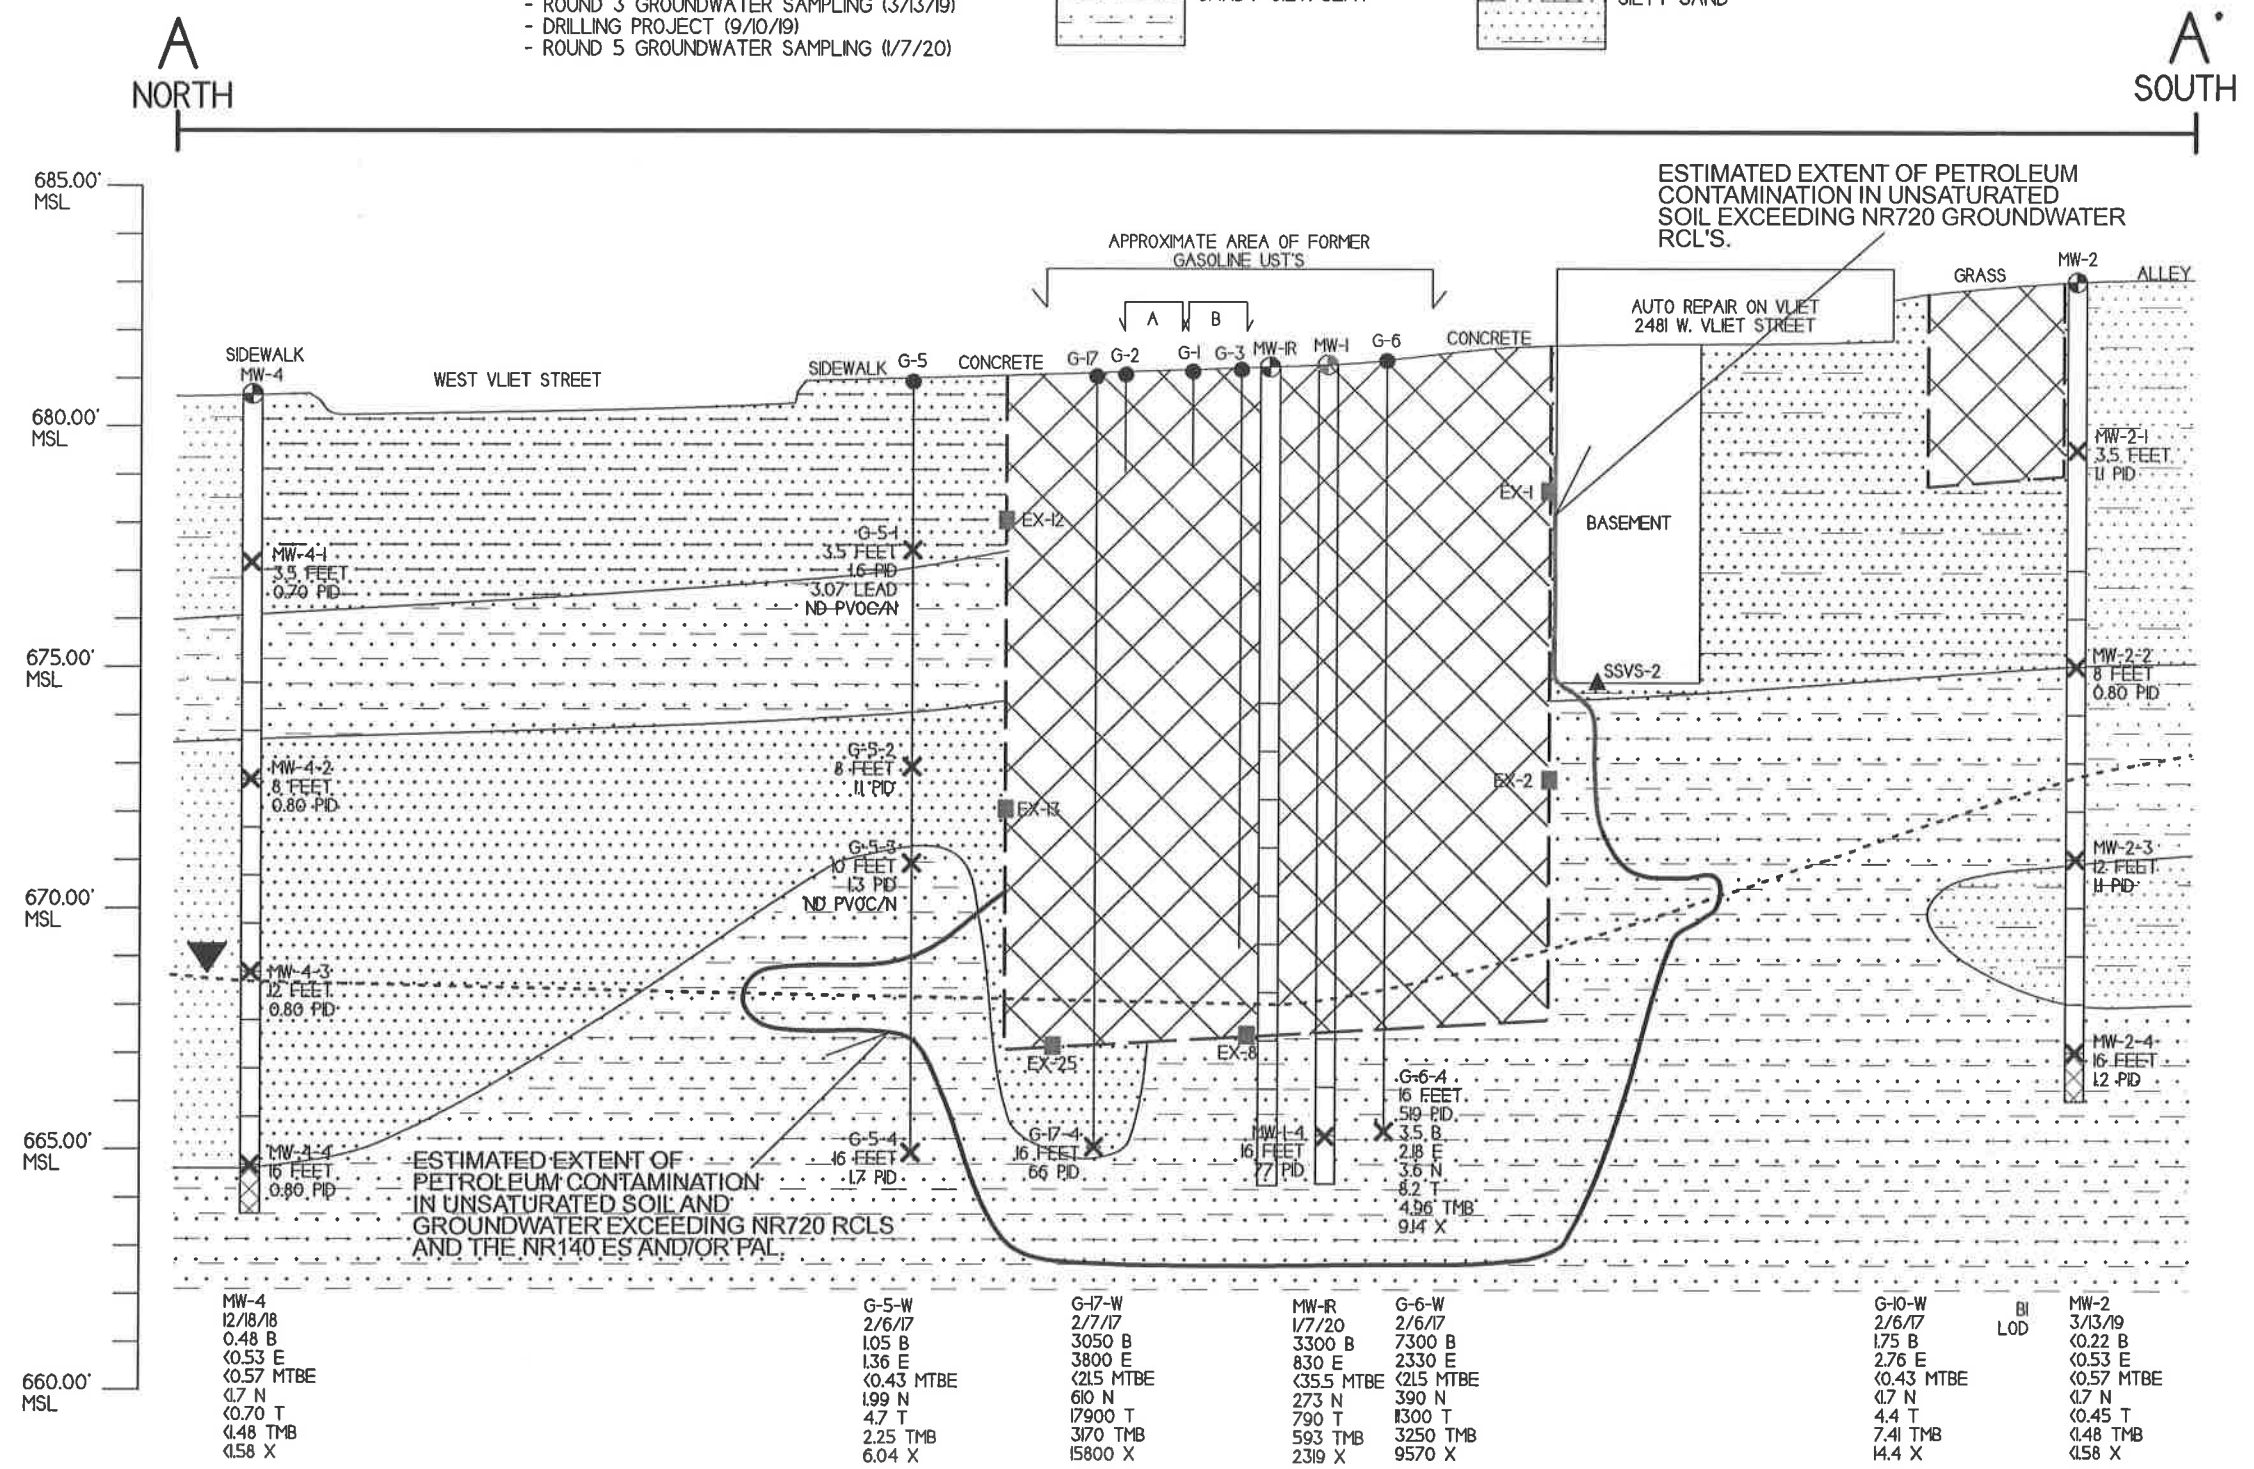 - ROUND 3 GROUNDWATER SAMPLING (3/13/19)
- DRILLING PROJECT (9/10/19)
- ROUND 5 GROUNDWATER SAMPLING (1/7/20)
A
NORTH
A'
SOUTH
685.00'
MSL
680.00'
MSL
675.00'
MSL
670.00'
MSL
665.00'
MSL
660.00'
MSL
ESTIMATED EXTENT OF PETROLEUM
CONTAMINATION IN UNSATURATED
SOIL EXCEEDING NR720 GROUNDWATER
RCL'S.
APPROXIMATE AREA OF FORMER
GASOLINE UST'S
A
B
SIDEWALK
MW-4
WEST VLIET STREET
SIDEWALK
G-5
CONCRETE
G-17
G-2
G-1
G-3
MW-1R
MW-1
G-6
CONCRETE
AUTO REPAIR ON VLIET
2481 W. VLIET STREET
GRASS
MW-2
ALLEY
MW-4-1
3.5 FEET
0.70 PID
MW-4-2
8 FEET
0.80 PID
MW-4-3
12 FEET
0.80 PID
MW-4-4
16 FEET
0.80 PID
G-5-1
3.5 FEET
1.6 PID
3.07 LEAD
ND PVOC/N
G-5-2
8 FEET
1.1 PID
G-5-3
10 FEET
1.3 PID
ND PVOC/N
G-5-4
16 FEET
1.7 PID
EX-12
EX-13
EX-25
EX-8
EX-1
EX-2
BASEMENT
SSVS-2
G-17-4
16 FEET
66 PID
MW-1-4
16 FEET
77 PID
G-6-4
16 FEET
519 PID
3.5 B
2.18 E
3.6 N
8.2 T
4.96 TMB
9.14 X
MW-2-1
3.5 FEET
1.1 PID
MW-2-2
8 FEET
0.80 PID
MW-2-3
12 FEET
1.1 PID
MW-2-4
16 FEET
1.2 PID
ESTIMATED EXTENT OF
PETROLEUM CONTAMINATION
IN UNSATURATED SOIL AND
GROUNDWATER EXCEEDING NR720 RCLS
AND THE NR140 ES AND/OR PAL.
MW-4
12/18/18
0.48 B
<0.53 E
<0.57 MTBE
<1.7 N
<0.70 T
<1.48 TMB
<1.58 X
G-5-W
2/6/17
1.05 B
1.36 E
<0.43 MTBE
1.99 N
4.7 T
2.25 TMB
6.04 X
G-17-W
2/7/17
3050 B
3800 E
<21.5 MTBE
610 N
17900 T
3170 TMB
15800 X
MW-1R
1/7/20
3300 B
830 E
<35.5 MTBE
273 N
790 T
593 TMB
2319 X
G-6-W
2/6/17
7300 B
2330 E
<21.5 MTBE
390 N
11300 T
3250 TMB
9570 X
G-10-W
2/6/17
1.75 B
2.76 E
<0.43 MTBE
<1.7 N
4.4 T
7.41 TMB
14.4 X
LOD
MW-2
3/13/19
<0.22 B
<0.53 E
<0.57 MTBE
<1.7 N
<0.45 T
<1.48 TMB
<1.58 X